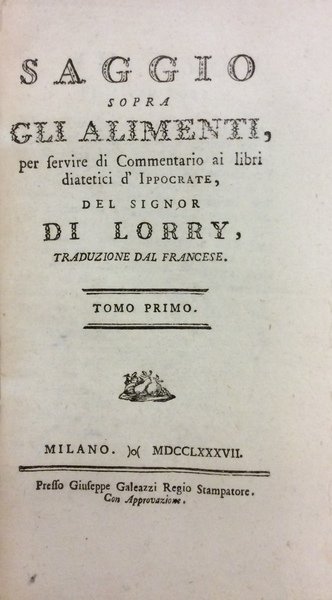 SAGGIO
SOPRA
GLI ALIMENTI,
per ſervire di Commentario ai libri
diatetici d' IPPOCRATE,
DEL SIGNOR
DI LORRY,
TRADUZIONE DAL FRANCESE.
TOMO PRIMO.
MILANO. )o( MDCCLXXXVII.
Preſſo Giuſeppe Galeazzi Regio Stampatore.
Con Approvazione.